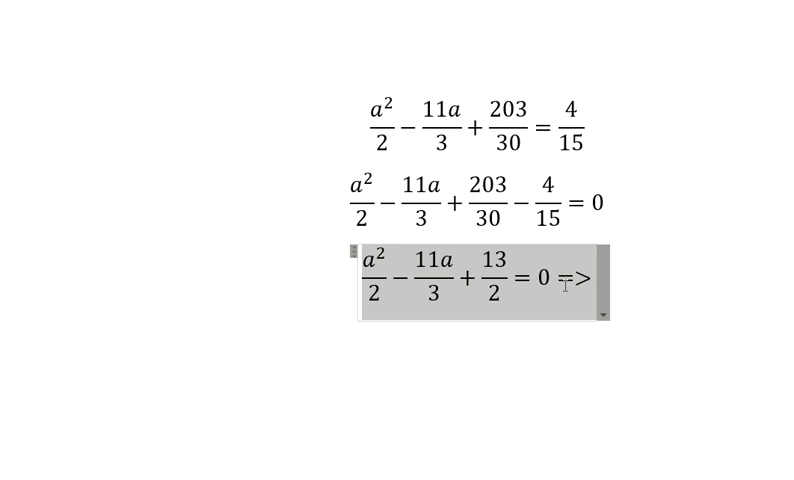 a²/2 − 11a/3 + 203/30 = 4/15
a²/2 − 11a/3 + 203/30 − 4/15 = 0
a²/2 − 11a/3 + 13/2 = 0 =>